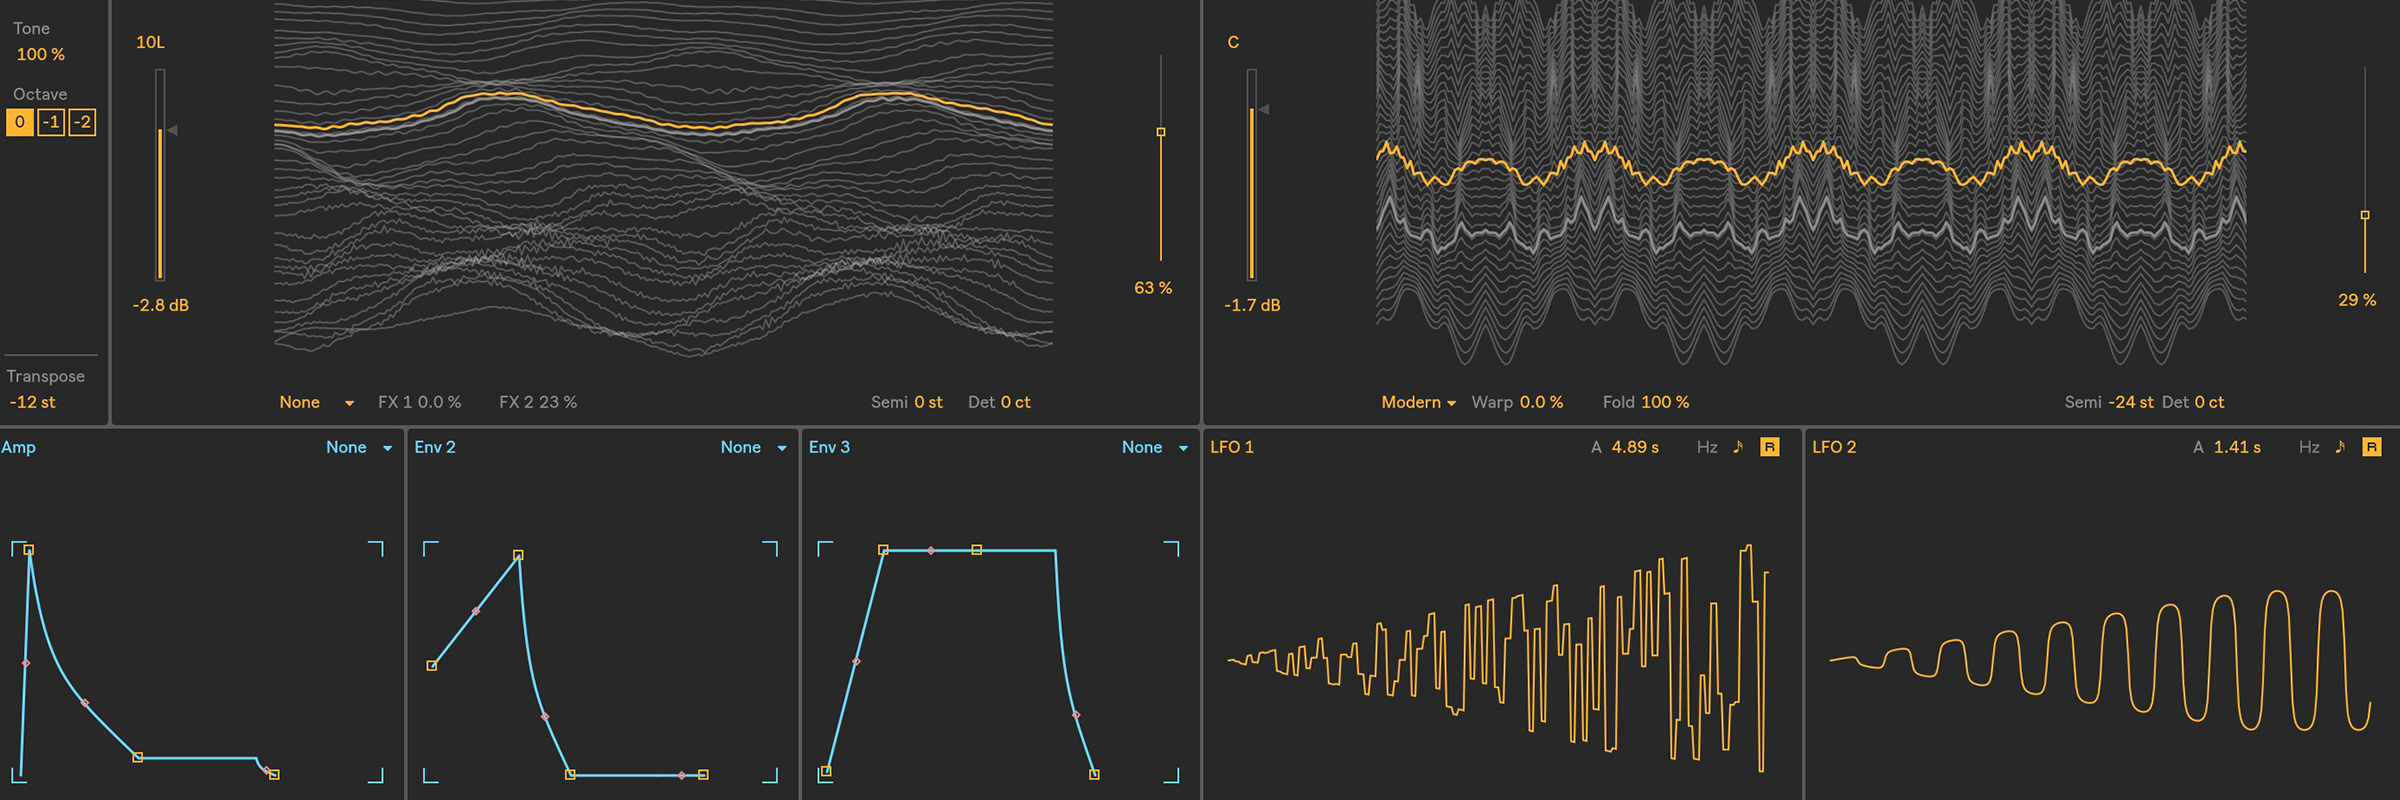 Tone
100 %
Octave
0 -1 -2
Transpose
-12 st
10L
-2.8 dB
63 %
None FX 1 0.0 % FX 2 23 % Semi 0 st Det 0 ct
C
-1.7 dB
29 %
Modern Warp 0.0 % Fold 100 % Semi -24 st Det 0 ct
Amp None
Env 2 None
Env 3 None
LFO 1 A 4.89 s Hz R
LFO 2 A 1.41 s Hz R